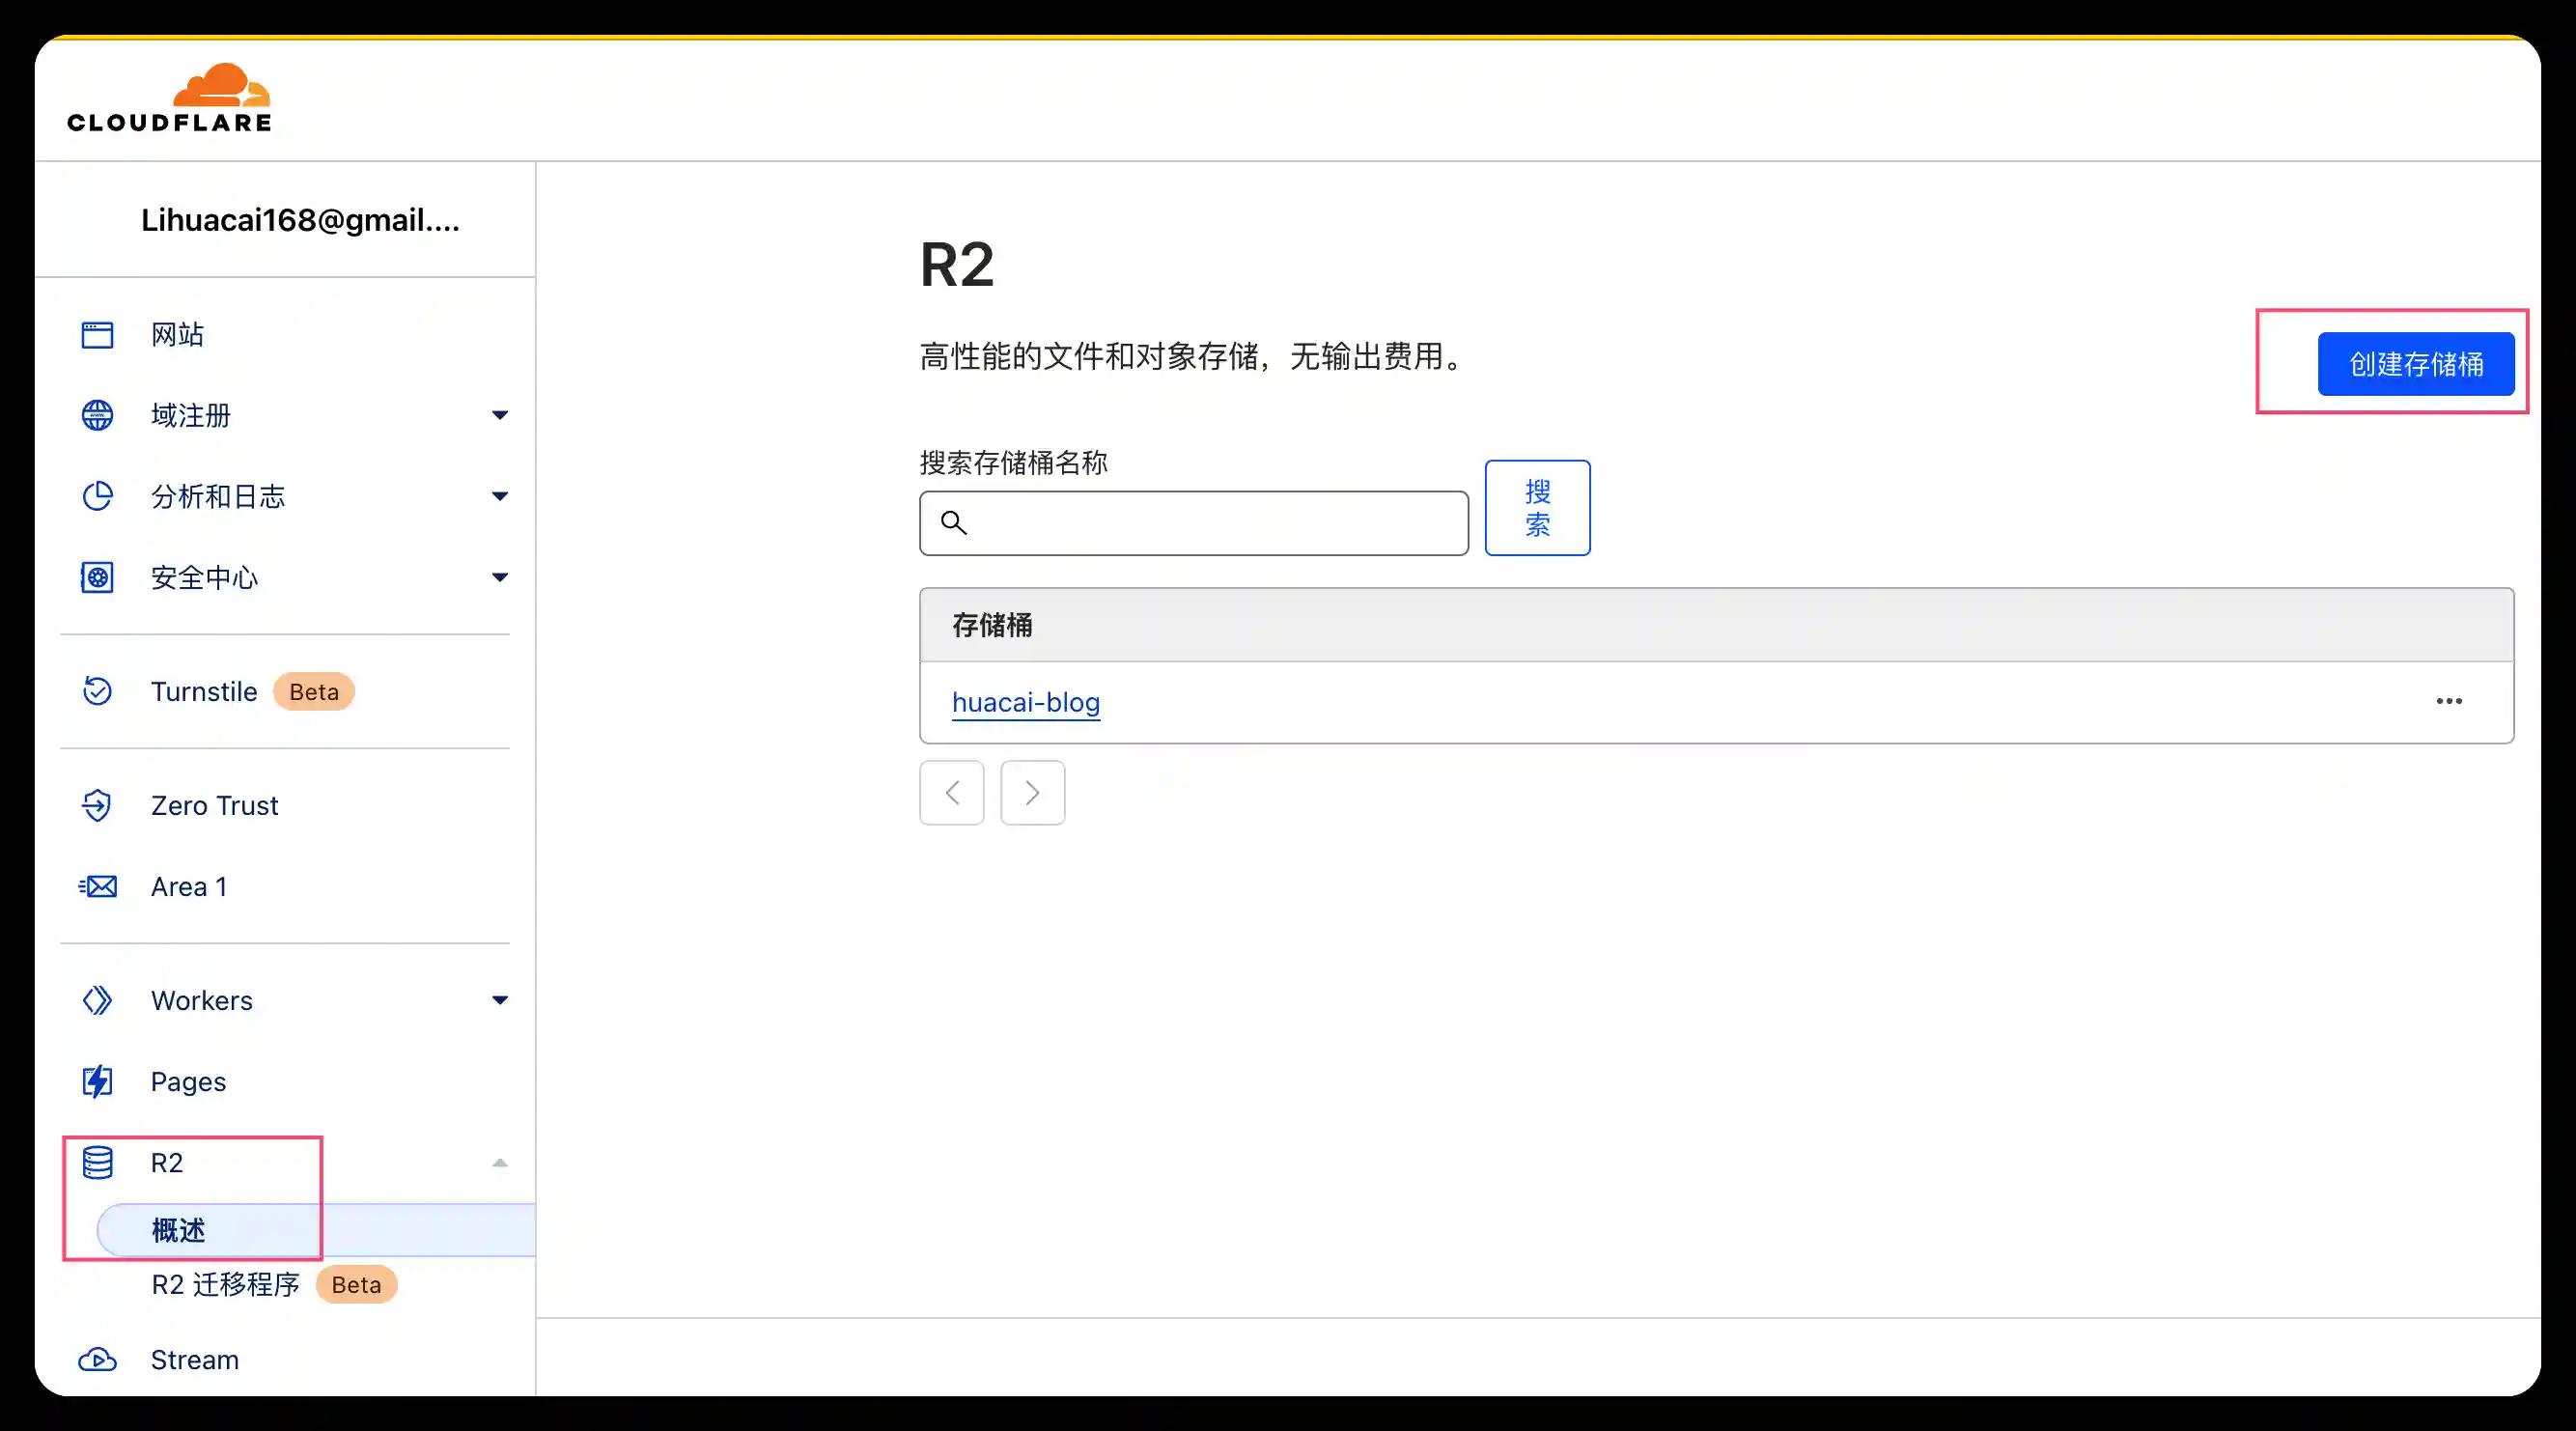 CLOUDFLARE
Lihuacai168@gmail....
网站
域注册
分析和日志
安全中心
Turnstile Beta
Zero Trust
Area 1
Workers
Pages
R2
概述
R2 迁移程序 Beta
Stream
R2
高性能的文件和对象存储，无输出费用。
创建存储桶
搜索存储桶名称
搜
索
存储桶
huacai-blog